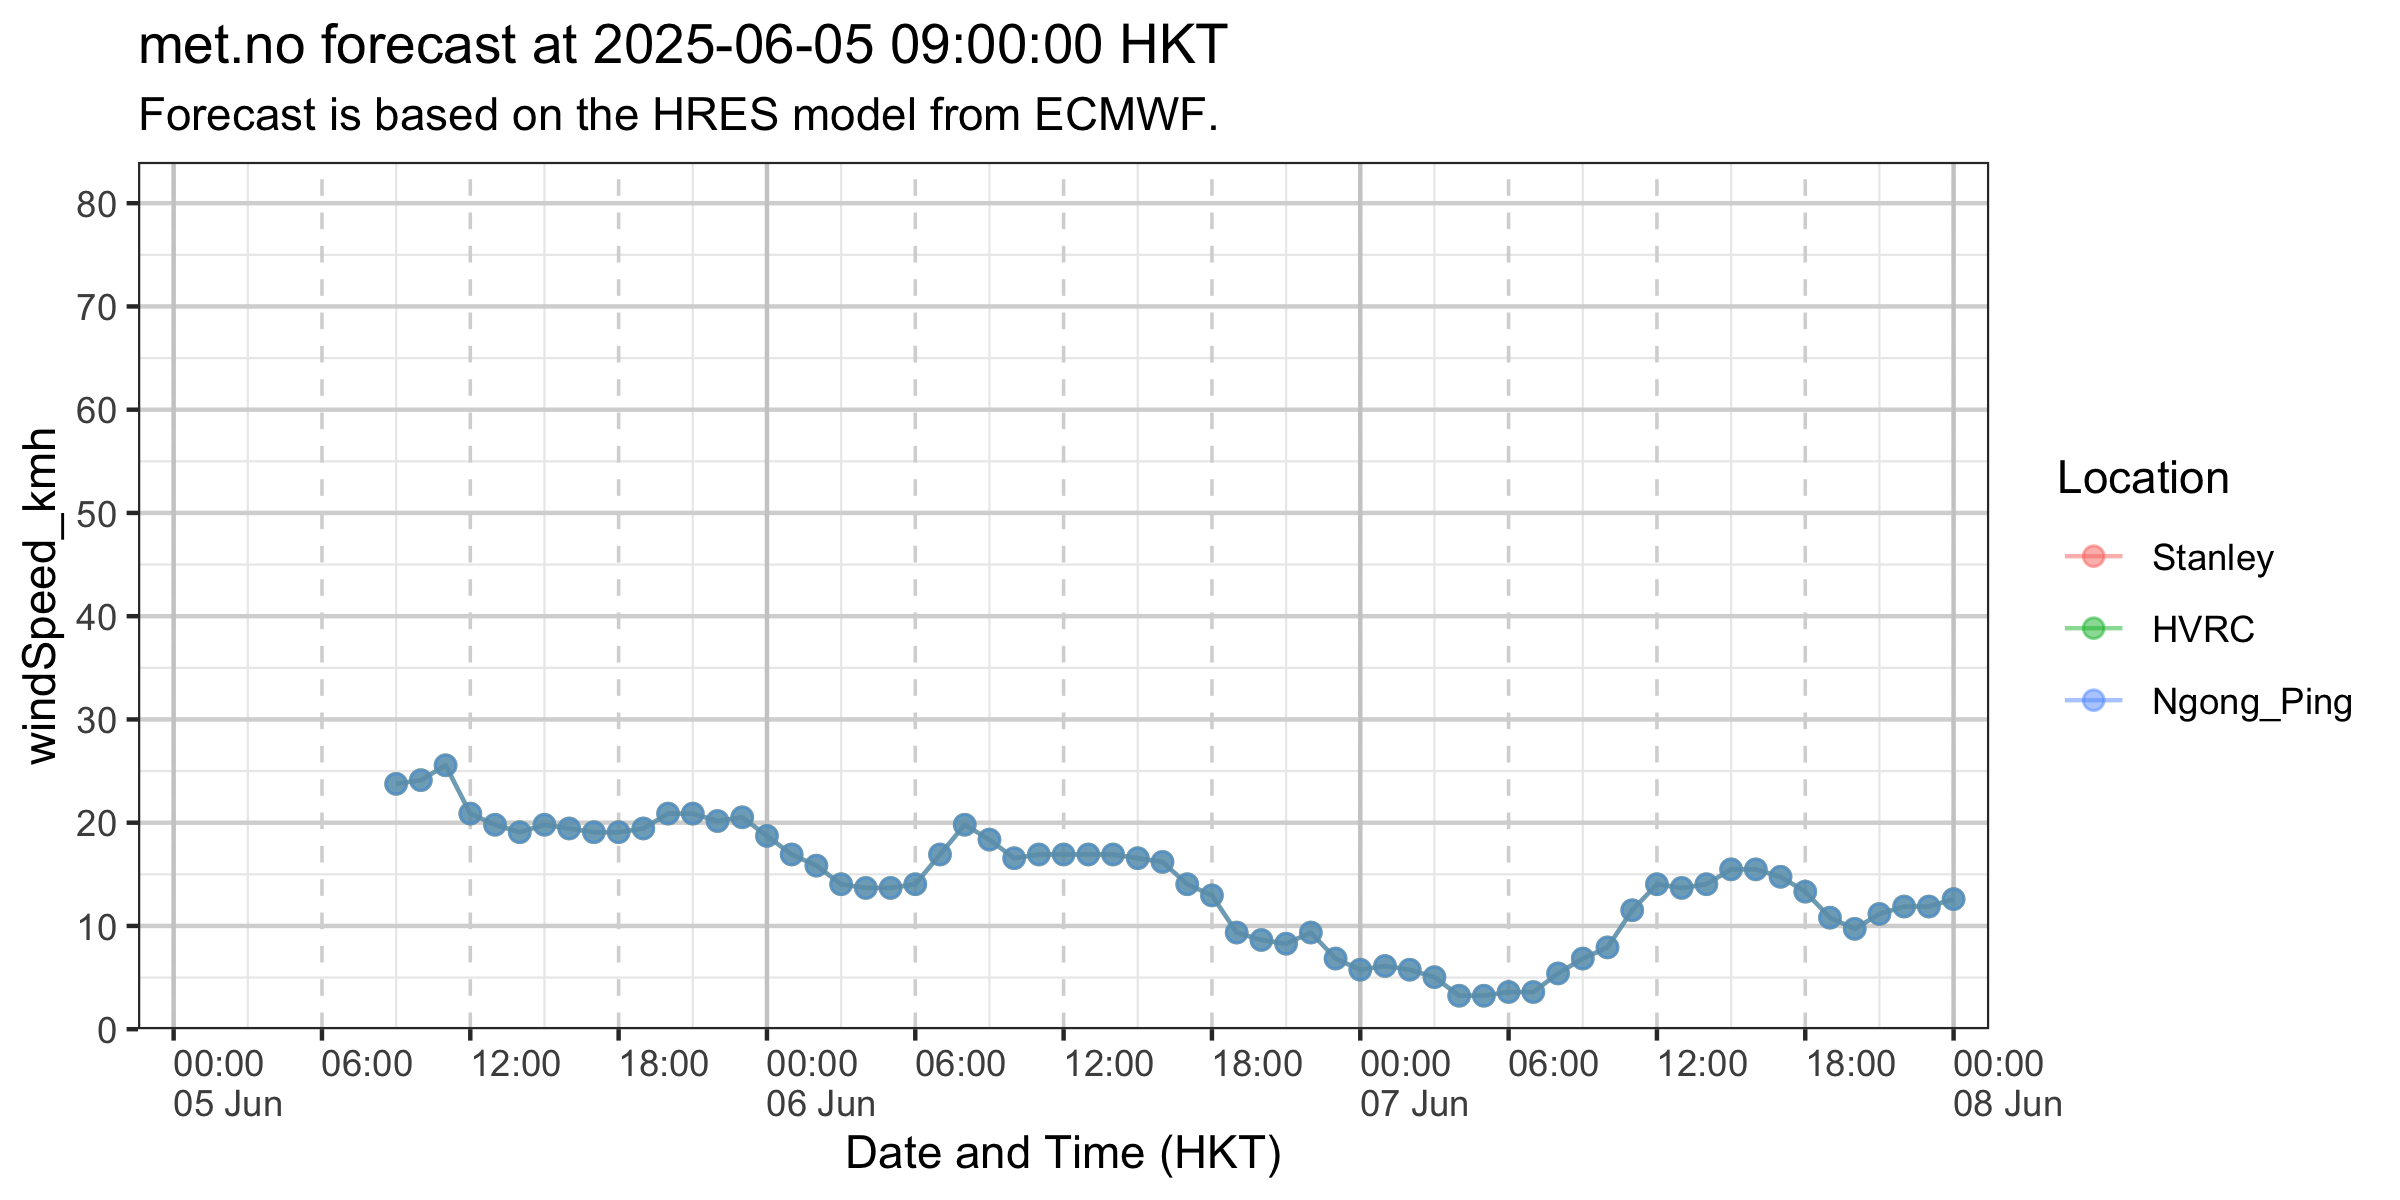 met.no forecast at 2025-06-05 09:00:00 HKT
Forecast is based on the HRES model from ECMWF.
windSpeed_kmh
80
70
60
50
40
30
20
10
0
00:00 06:00 12:00 18:00 00:00 06:00 12:00 18:00 00:00 06:00 12:00 18:00 00:00
05 Jun 06 Jun 07 Jun 08 Jun
Date and Time (HKT)
Location
Stanley
HVRC
Ngong_Ping